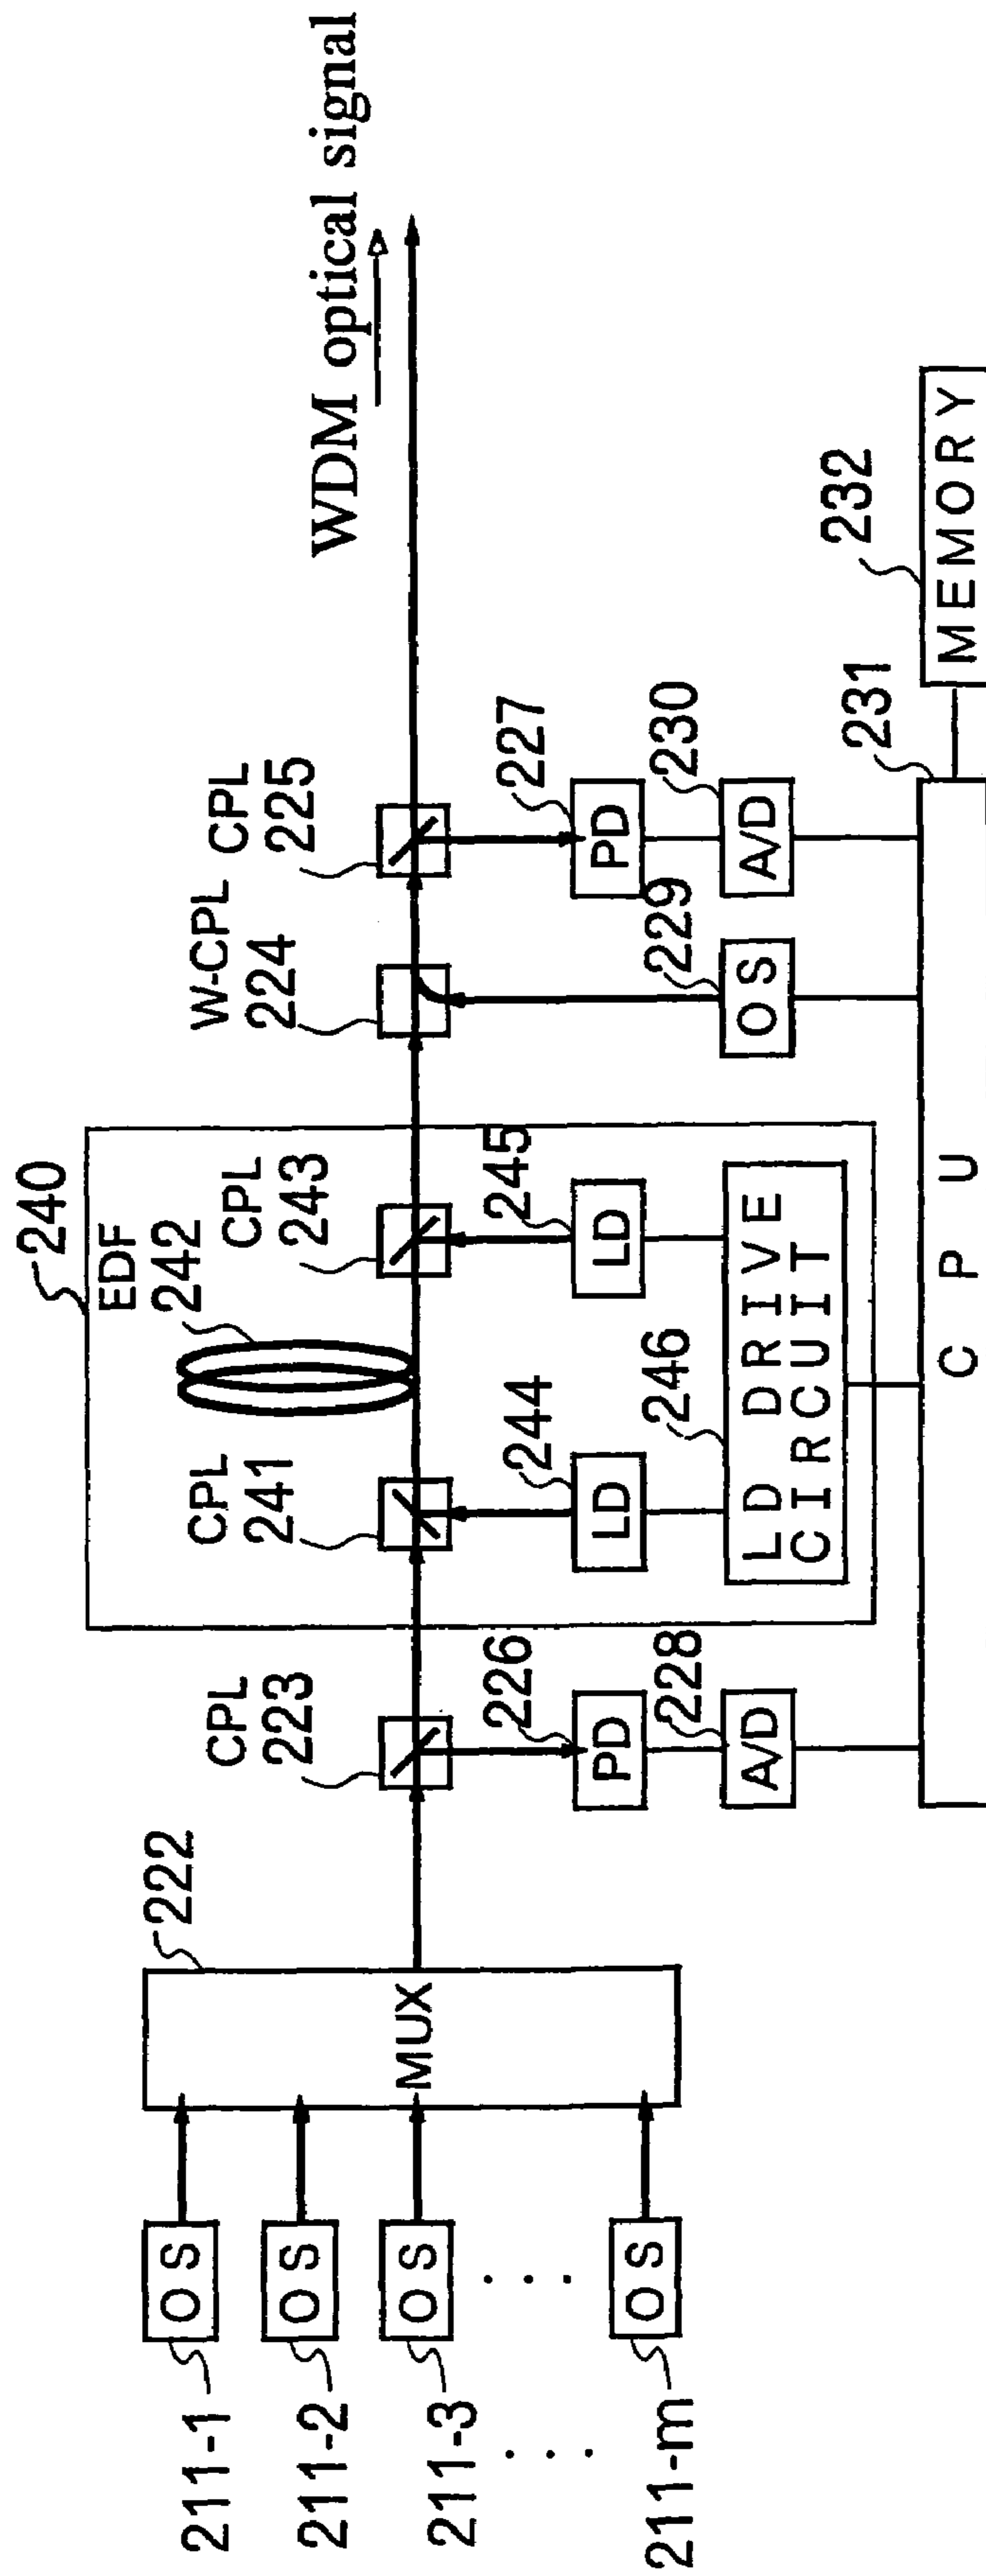 WDM optical signal
240
EDF
242
CPL
241
CPL
243
CPL
223
W-CPL
224
CPL
225
222
MUX
OS
OS
OS
. . .
OS
211-1
211-2
211-3
. . .
211-m
226
PD
228
A/D
244
LD
245
LD
246
LD DRIVE
CIRCUIT
229
OS
227
PD
230
A/D
231
CPU
232
MEMORY